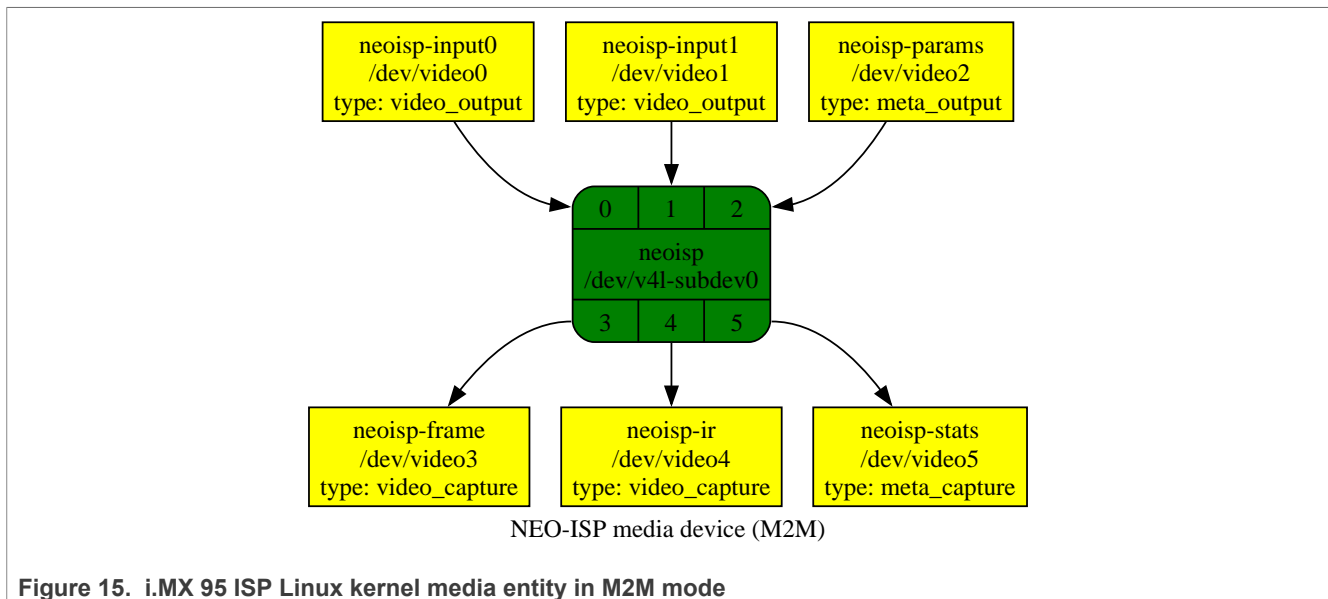 neoisp-input0
/dev/video0
type: video_output
neoisp-input1
/dev/video1
type: video_output
neoisp-params
/dev/video2
type: meta_output
0 1 2
neoisp
/dev/v4l-subdev0
3 4 5
neoisp-frame
/dev/video3
type: video_capture
neoisp-ir
/dev/video4
type: video_capture
neoisp-stats
/dev/video5
type: meta_capture
NEO-ISP media device (M2M)
Figure 15. i.MX 95 ISP Linux kernel media entity in M2M mode